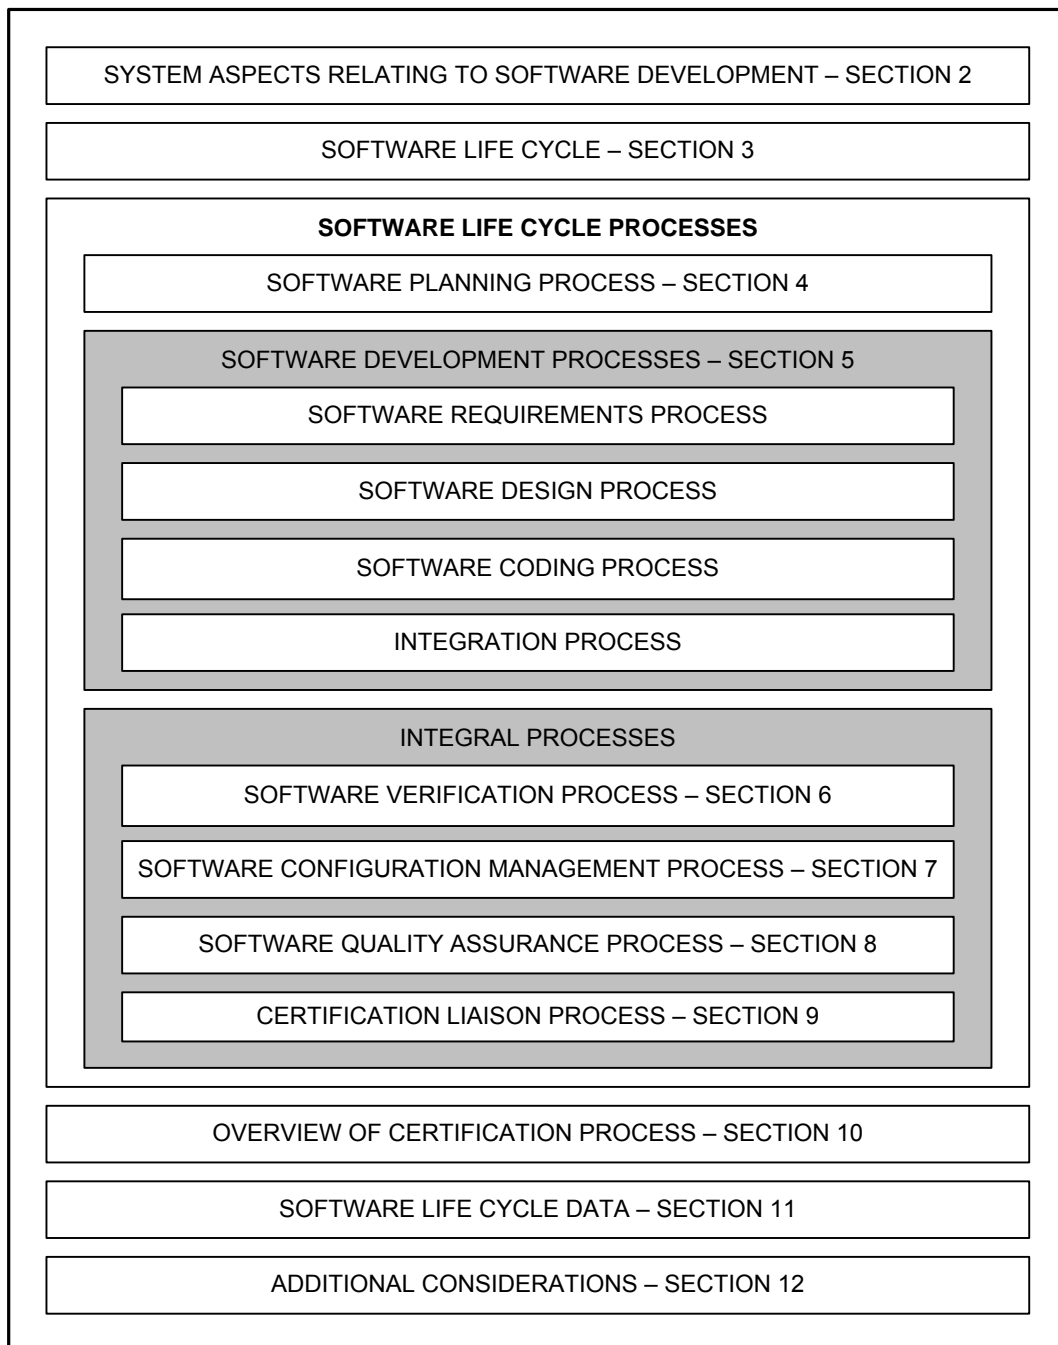 SYSTEM ASPECTS RELATING TO SOFTWARE DEVELOPMENT – SECTION 2
SOFTWARE LIFE CYCLE – SECTION 3
SOFTWARE LIFE CYCLE PROCESSES
SOFTWARE PLANNING PROCESS – SECTION 4
SOFTWARE DEVELOPMENT PROCESSES – SECTION 5
SOFTWARE REQUIREMENTS PROCESS
SOFTWARE DESIGN PROCESS
SOFTWARE CODING PROCESS
INTEGRATION PROCESS
INTEGRAL PROCESSES
SOFTWARE VERIFICATION PROCESS – SECTION 6
SOFTWARE CONFIGURATION MANAGEMENT PROCESS – SECTION 7
SOFTWARE QUALITY ASSURANCE PROCESS – SECTION 8
CERTIFICATION LIAISON PROCESS – SECTION 9
OVERVIEW OF CERTIFICATION PROCESS – SECTION 10
SOFTWARE LIFE CYCLE DATA – SECTION 11
ADDITIONAL CONSIDERATIONS – SECTION 12